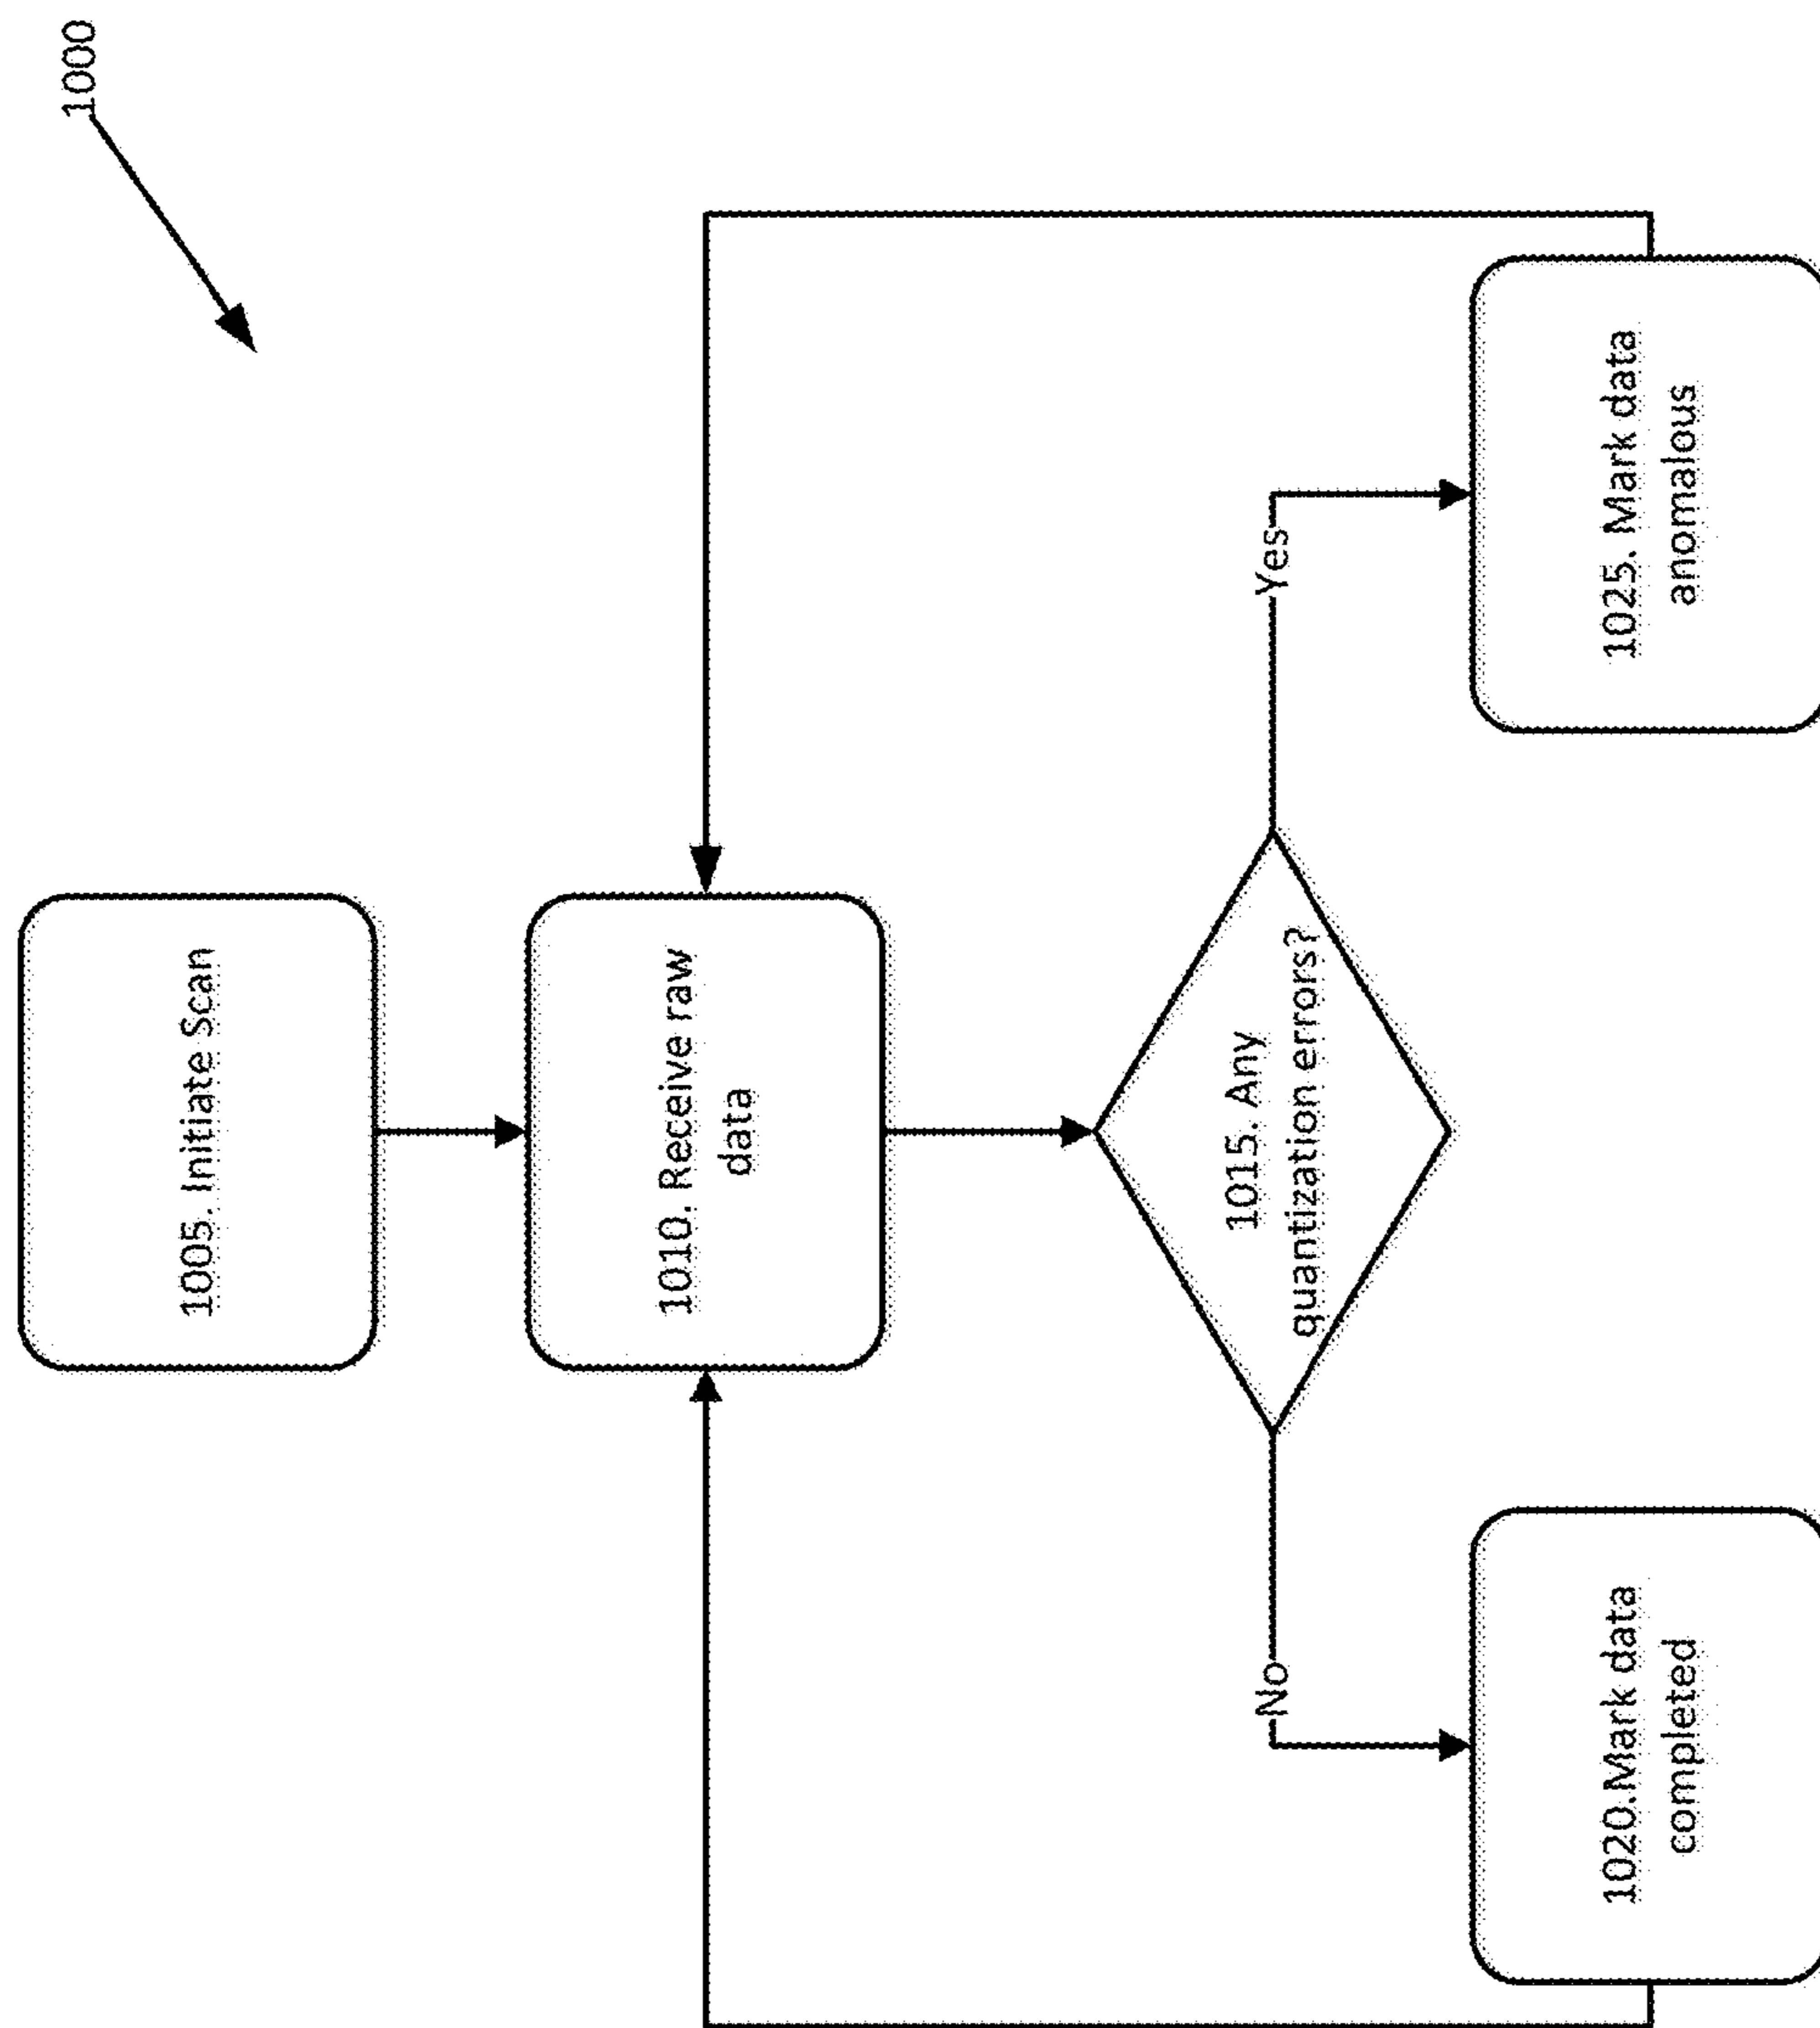 1000
1005. Initiate Scan
1010. Receive raw
data
1015. Any
quantization errors?
No
Yes
1020.Mark data
completed
1025. Mark data
anomalous